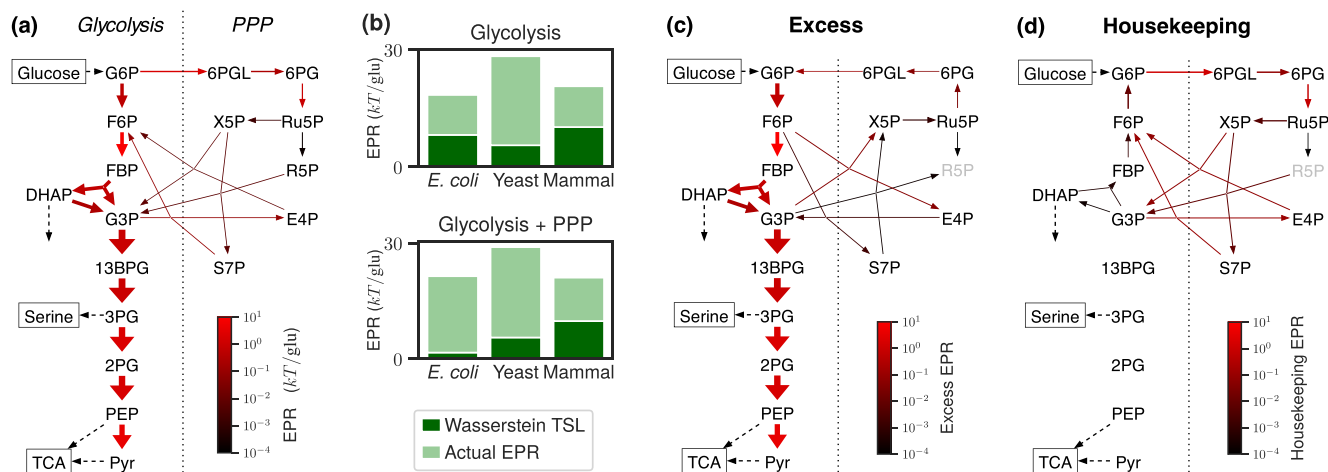 (a) Glycolysis PPP
Glucose G6P 6PGL 6PG
F6P X5P Ru5P
FBP R5P
DHAP
G3P E4P
13BPG S7P
Serine 3PG
2PG
PEP
TCA Pyr
10^1
10^0
10^-1
10^-2
10^-3
10^-4
EPR (kT/glu)
(b)
Glycolysis
30
0
EPR (kT/glu)
E. coli Yeast Mammal
Glycolysis + PPP
30
0
EPR (kT/glu)
E. coli Yeast Mammal
Wasserstein TSL
Actual EPR
(c) Excess
Glucose G6P 6PGL 6PG
F6P X5P Ru5P
FBP R5P
DHAP
G3P E4P
13BPG S7P
Serine 3PG
2PG
PEP
TCA Pyr
10^1
10^0
10^-1
10^-2
10^-3
10^-4
Excess EPR
(d) Housekeeping
Glucose G6P 6PGL 6PG
F6P X5P Ru5P
FBP R5P
DHAP
G3P E4P
13BPG S7P
Serine 3PG
2PG
PEP
TCA Pyr
10^1
10^0
10^-1
10^-2
10^-3
10^-4
Housekeeping EPR